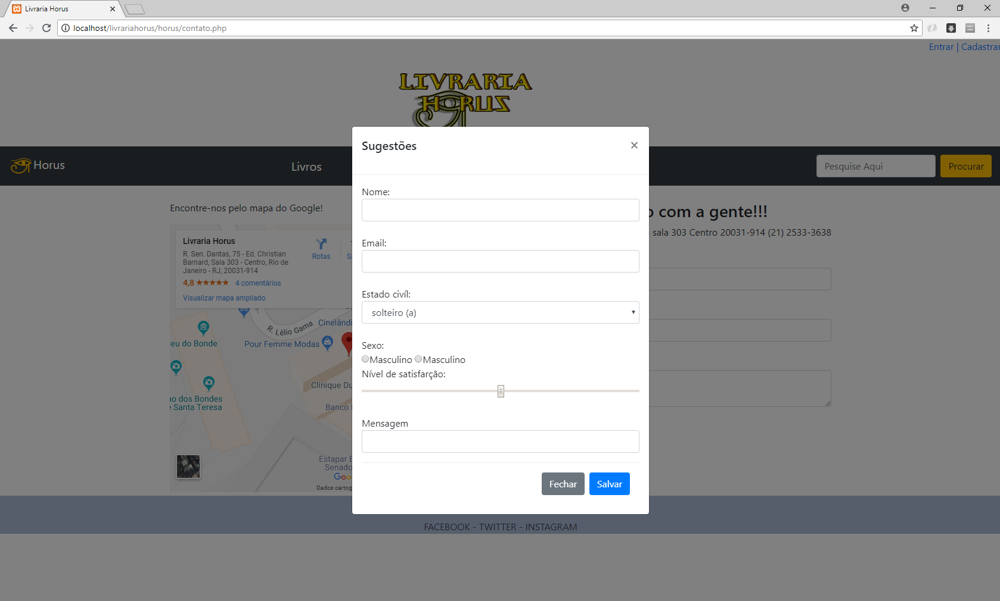 Livraria Horus
localhost/livrariahorus/horus/contato.php
Entrar | Cadastrar
LIVRARIA
HORUS
Horus
Livros
Pesquise Aqui
Procurar
Sugestões
×
Nome:
Email:
Estado civíl:
solteiro (a)
Sexo:
Masculino Masculino
Nível de satisfarção:
Mensagem
Fechar
Salvar
Encontre-nos pelo mapa do Google!
Livraria Horus
R. Sen. Dantas, 75 - Ed. Christian
Barnard, Sala 303 - Centro, Rio de
Janeiro - RJ, 20031-914
4,8
4 comentários
Visualizar mapa ampliado
Rotas
R. Lélio Gama
Cinelândi
eu do Bonde
Pour Femme Modas
Clinique Du
ao dos Bondes
Santa Teresa
Banco
Estapar
Senado
Goo
Dados cartog
com a gente!!!
sala 303 Centro 20031-914 (21) 2533-3638
FACEBOOK - TWITTER - INSTAGRAM